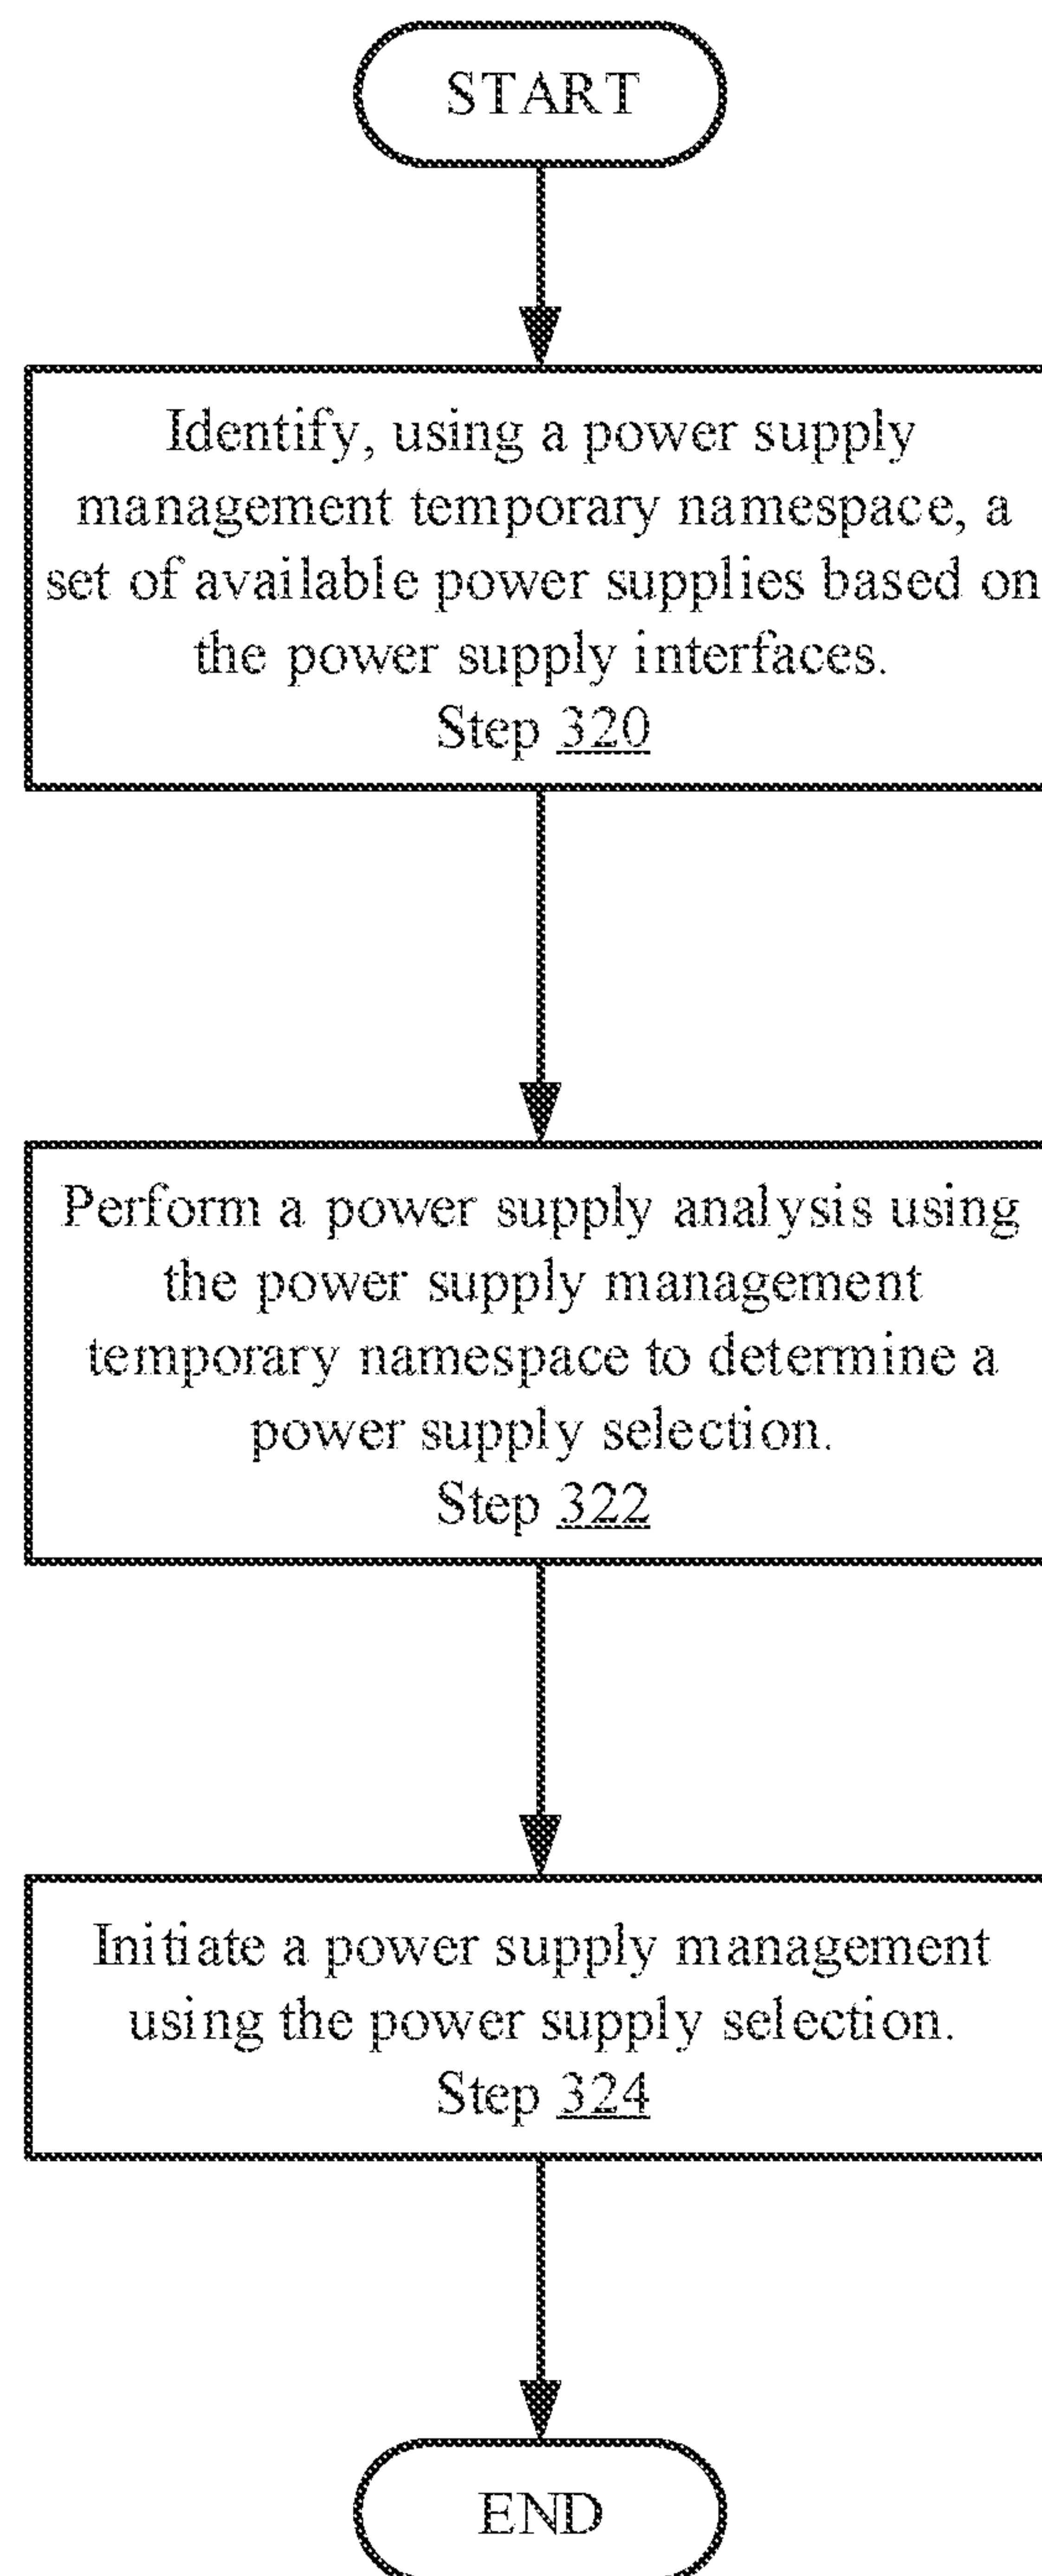 START
Identify, using a power supply
management temporary namespace, a
set of available power supplies based on
the power supply interfaces.
Step 320
Perform a power supply analysis using
the power supply management
temporary namespace to determine a
power supply selection.
Step 322
Initiate a power supply management
using the power supply selection.
Step 324
END